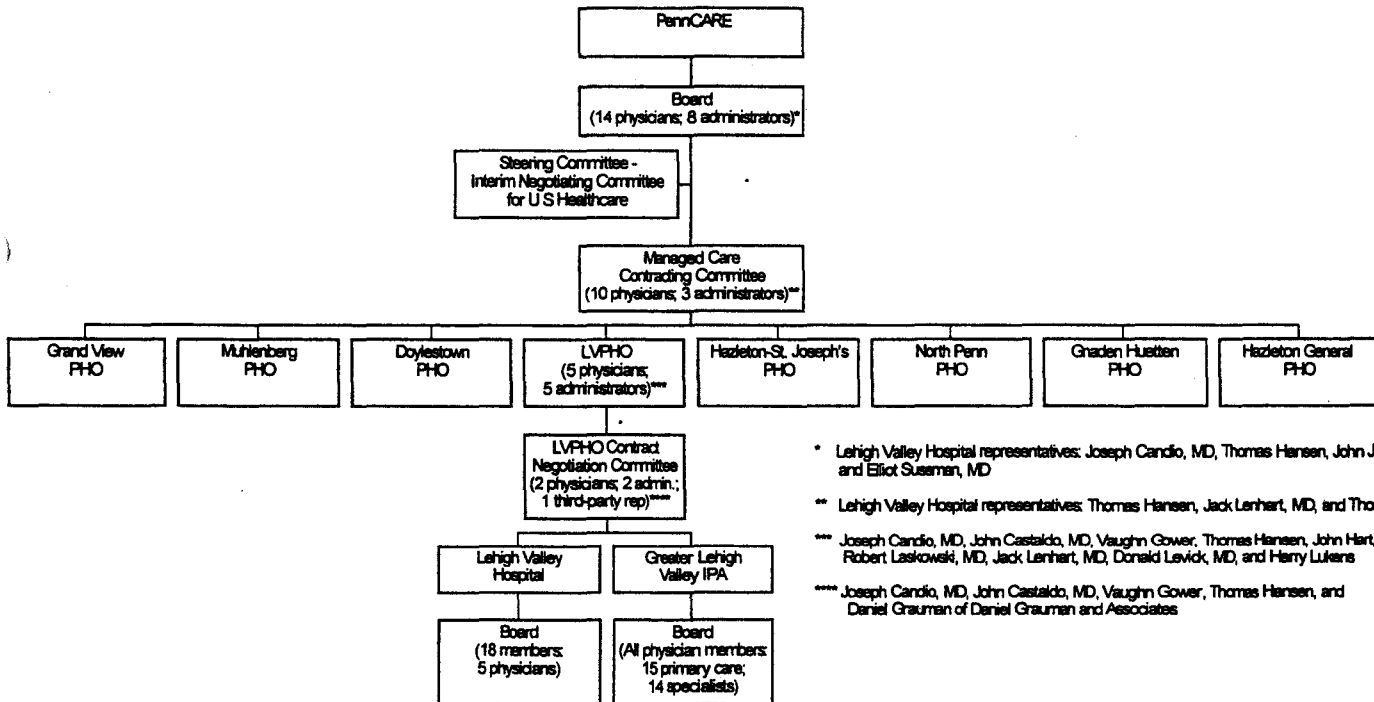 PennCARE
Board
(14 physicians; 8 administrators)*
Steering Committee -
Interim Negotiating Committee
for U S Healthcare
Managed Care
Contracting Committee
(10 physicians; 3 administrators)**
Grand View
PHO
Muhlenberg
PHO
Doylestown
PHO
LVPHO
(5 physicians;
5 administrators)***
Hazleton-St. Joseph's
PHO
North Penn
PHO
Gnaden Huetten
PHO
Hazleton General
PHO
LVPHO Contract
Negotiation Committee
(2 physicians; 2 admin.;
1 third-party rep)****
Lehigh Valley
Hospital
Greater Lehigh
Valley IPA
Board
(18 members:
5 physicians)
Board
(All physician members:
15 primary care;
14 specialists)
* Lehigh Valley Hospital representatives: Joseph Candio, MD, Thomas Hansen, John J
and Elliot Sussman, MD
** Lehigh Valley Hospital representatives: Thomas Hansen, Jack Lenhart, MD, and Tho
*** Joseph Candio, MD, John Castaldo, MD, Vaughn Gower, Thomas Hansen, John Hart,
Robert Laskowski, MD, Jack Lenhart, MD, Donald Levick, MD, and Harry Lukens
**** Joseph Candio, MD, John Castaldo, MD, Vaughn Gower, Thomas Hansen, and
Daniel Grauman of Daniel Grauman and Associates